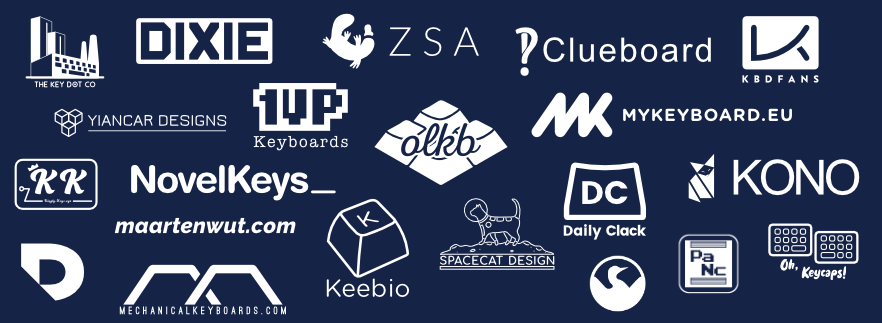 THE KEY DOT CO
DIXIE
ZSA
Clueboard
KBDFANS
YIANCAR DESIGNS
1UP
Keyboards
olkb
MK MYKEYBOARD.EU
KK
NovelKeys_
maartenwut.com
K
Keebio
SPACECAT DESIGN
DC
Daily Clack
KONO
D
MECHANICALKEYBOARDS.COM
Pa
Nc
Oh,
Keycaps!